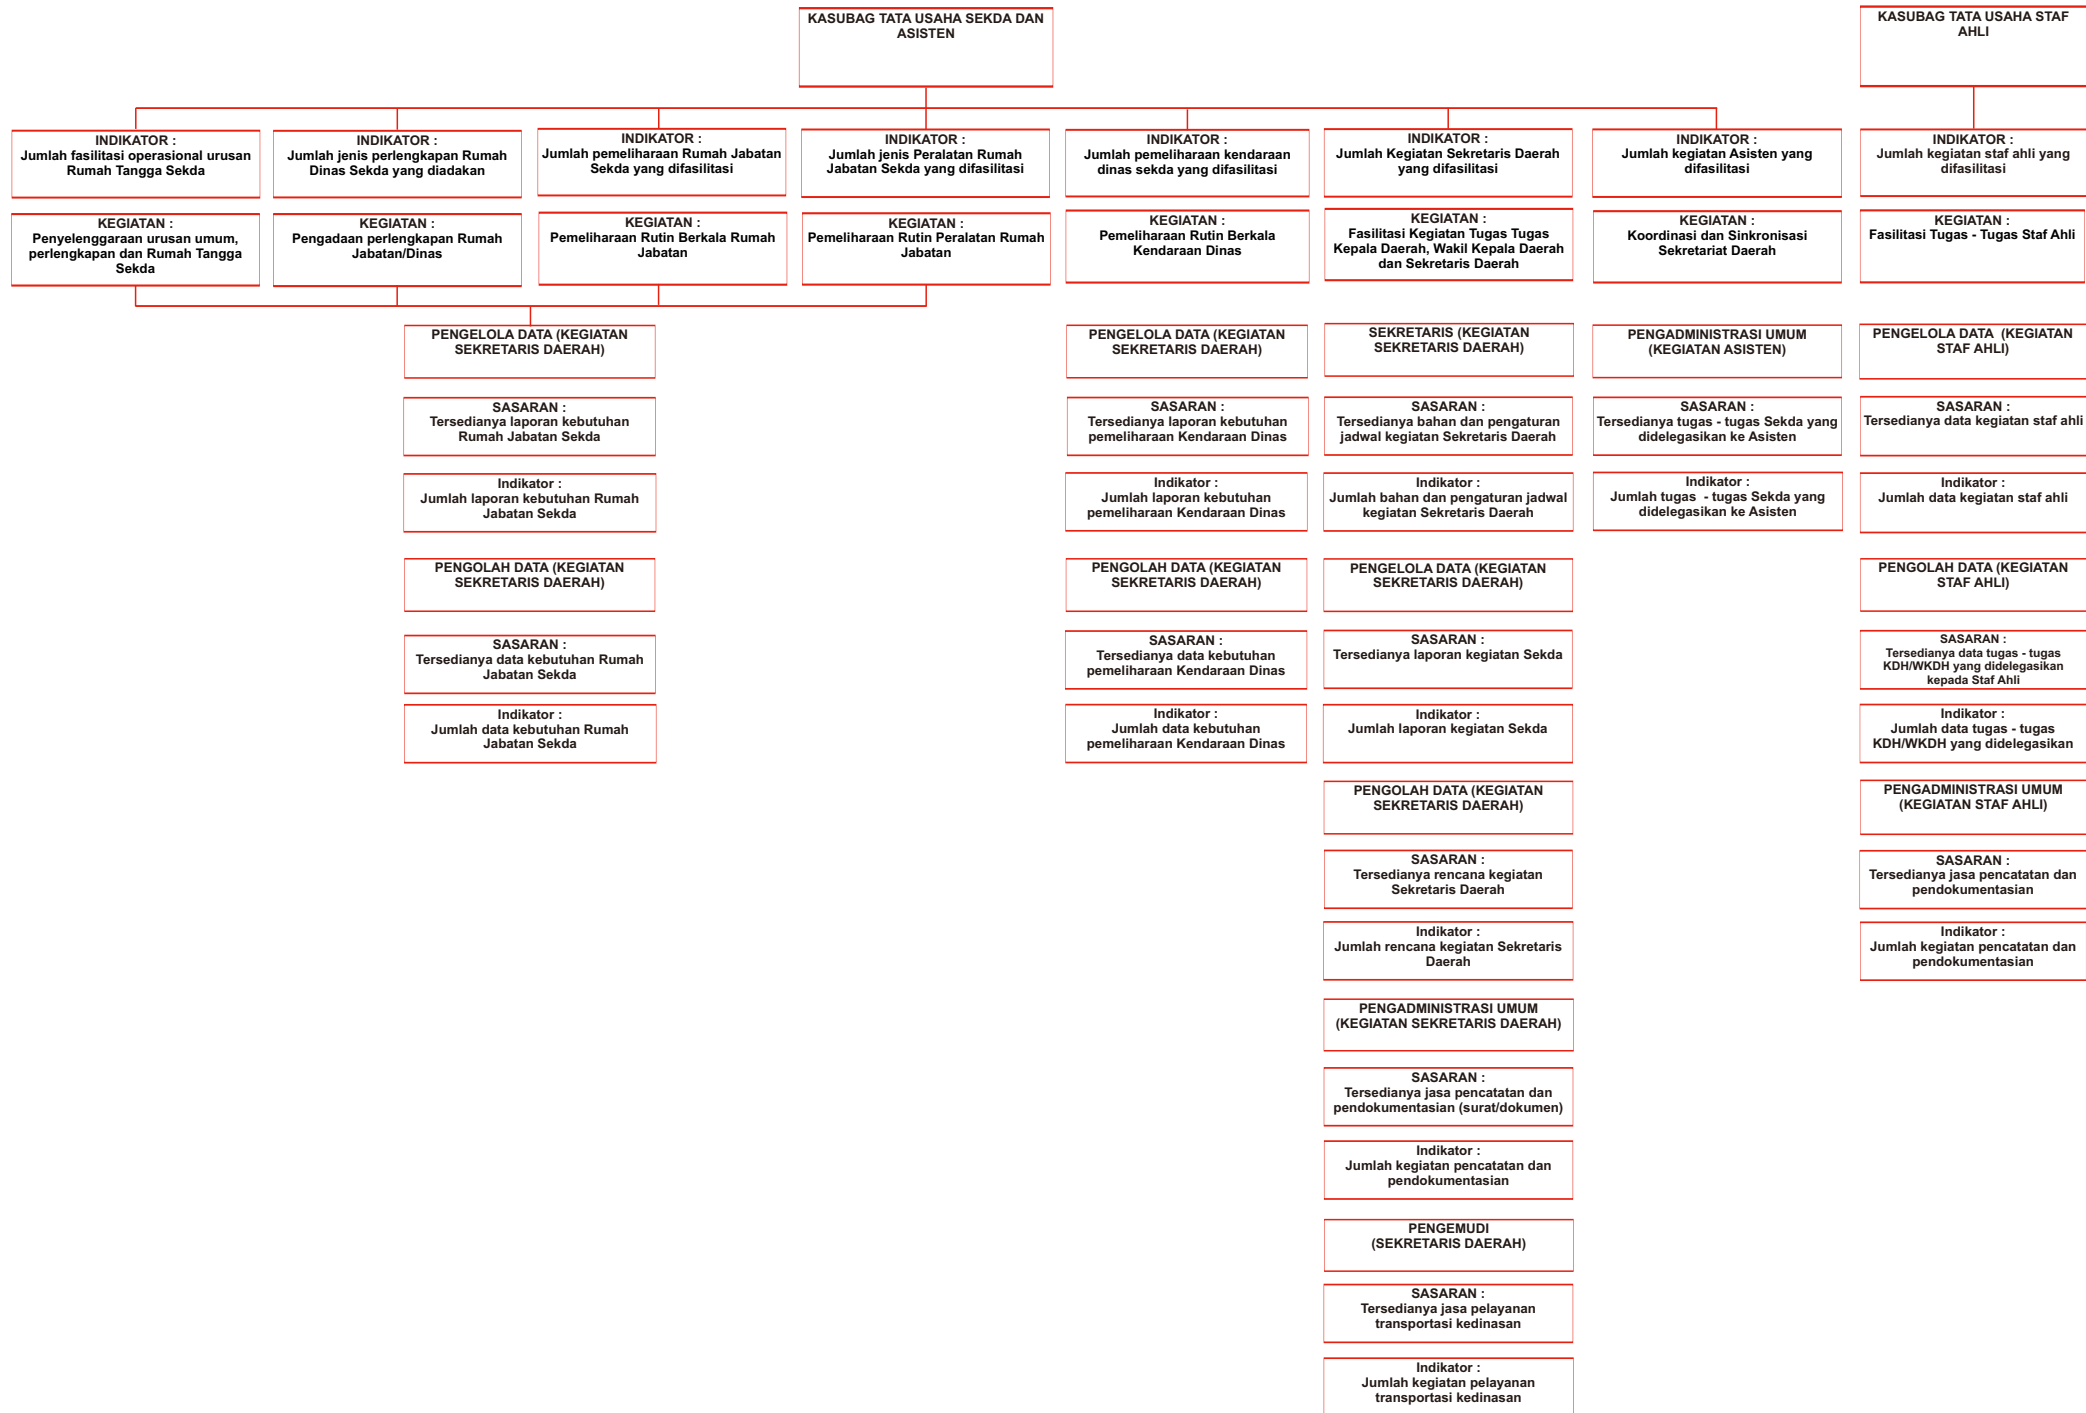 KASUBAG TATA USAHA SEKDA DAN
ASISTEN
KASUBAG TATA USAHA STAF
AHLI
INDIKATOR :
Jumlah fasilitasi operasional urusan
Rumah Tangga Sekda
INDIKATOR :
Jumlah jenis perlengkapan Rumah
Dinas Sekda yang diadakan
INDIKATOR :
Jumlah pemeliharaan Rumah Jabatan
Sekda yang difasilitasi
INDIKATOR :
Jumlah jenis Peralatan Rumah
Jabatan Sekda yang difasilitasi
INDIKATOR :
Jumlah pemeliharaan kendaraan
dinas sekda yang difasilitasi
INDIKATOR :
Jumlah Kegiatan Sekretaris Daerah
yang difasilitasi
INDIKATOR :
Jumlah kegiatan Asisten yang
difasilitasi
INDIKATOR :
Jumlah kegiatan staf ahli yang
difasilitasi
KEGIATAN :
Penyelenggaraan urusan umum,
perlengkapan dan Rumah Tangga
Sekda
KEGIATAN :
Pengadaan perlengkapan Rumah
Jabatan/Dinas
KEGIATAN :
Pemeliharaan Rutin Berkala Rumah
Jabatan
KEGIATAN :
Pemeliharaan Rutin Peralatan Rumah
Jabatan
KEGIATAN :
Pemeliharaan Rutin Berkala
Kendaraan Dinas
KEGIATAN :
Fasilitasi Kegiatan Tugas Tugas
Kepala Daerah, Wakil Kepala Daerah
dan Sekretaris Daerah
KEGIATAN :
Koordinasi dan Sinkronisasi
Sekretariat Daerah
KEGIATAN :
Fasilitasi Tugas - Tugas Staf Ahli
PENGELOLA DATA (KEGIATAN
SEKRETARIS DAERAH)
PENGELOLA DATA (KEGIATAN
SEKRETARIS DAERAH)
SEKRETARIS (KEGIATAN
SEKRETARIS DAERAH)
PENGADMINISTRASI UMUM
(KEGIATAN ASISTEN)
PENGELOLA DATA  (KEGIATAN
STAF AHLI)
SASARAN :
Tersedianya laporan kebutuhan
Rumah Jabatan Sekda
SASARAN :
Tersedianya laporan kebutuhan
pemeliharaan Kendaraan Dinas
SASARAN :
Tersedianya bahan dan pengaturan
jadwal kegiatan Sekretaris Daerah
SASARAN :
Tersedianya tugas - tugas Sekda yang
didelegasikan ke Asisten
SASARAN :
Tersedianya data kegiatan staf ahli
Indikator :
Jumlah laporan kebutuhan Rumah
Jabatan Sekda
Indikator :
Jumlah laporan kebutuhan
pemeliharaan Kendaraan Dinas
Indikator :
Jumlah bahan dan pengaturan jadwal
kegiatan Sekretaris Daerah
Indikator :
Jumlah tugas  - tugas Sekda yang
didelegasikan ke Asisten
Indikator :
Jumlah data kegiatan staf ahli
PENGOLAH DATA (KEGIATAN
SEKRETARIS DAERAH)
PENGOLAH DATA (KEGIATAN
SEKRETARIS DAERAH)
PENGELOLA DATA (KEGIATAN
SEKRETARIS DAERAH)
PENGOLAH DATA (KEGIATAN
STAF AHLI)
SASARAN :
Tersedianya data kebutuhan Rumah
Jabatan Sekda
SASARAN :
Tersedianya data kebutuhan
pemeliharaan Kendaraan Dinas
SASARAN :
Tersedianya laporan kegiatan Sekda
SASARAN :
Tersedianya data tugas - tugas
KDH/WKDH yang didelegasikan
kepada Staf Ahli
Indikator :
Jumlah data kebutuhan Rumah
Jabatan Sekda
Indikator :
Jumlah data kebutuhan
pemeliharaan Kendaraan Dinas
Indikator :
Jumlah laporan kegiatan Sekda
Indikator :
Jumlah data tugas - tugas
KDH/WKDH yang didelegasikan
PENGOLAH DATA (KEGIATAN
SEKRETARIS DAERAH)
PENGADMINISTRASI UMUM
(KEGIATAN STAF AHLI)
SASARAN :
Tersedianya rencana kegiatan
Sekretaris Daerah
SASARAN :
Tersedianya jasa pencatatan dan
pendokumentasian
Indikator :
Jumlah rencana kegiatan Sekretaris
Daerah
Indikator :
Jumlah kegiatan pencatatan dan
pendokumentasian
PENGADMINISTRASI UMUM
(KEGIATAN SEKRETARIS DAERAH)
SASARAN :
Tersedianya jasa pencatatan dan
pendokumentasian (surat/dokumen)
Indikator :
Jumlah kegiatan pencatatan dan
pendokumentasian
PENGEMUDI
(SEKRETARIS DAERAH)
SASARAN :
Tersedianya jasa pelayanan
transportasi kedinasan
Indikator :
Jumlah kegiatan pelayanan
transportasi kedinasan